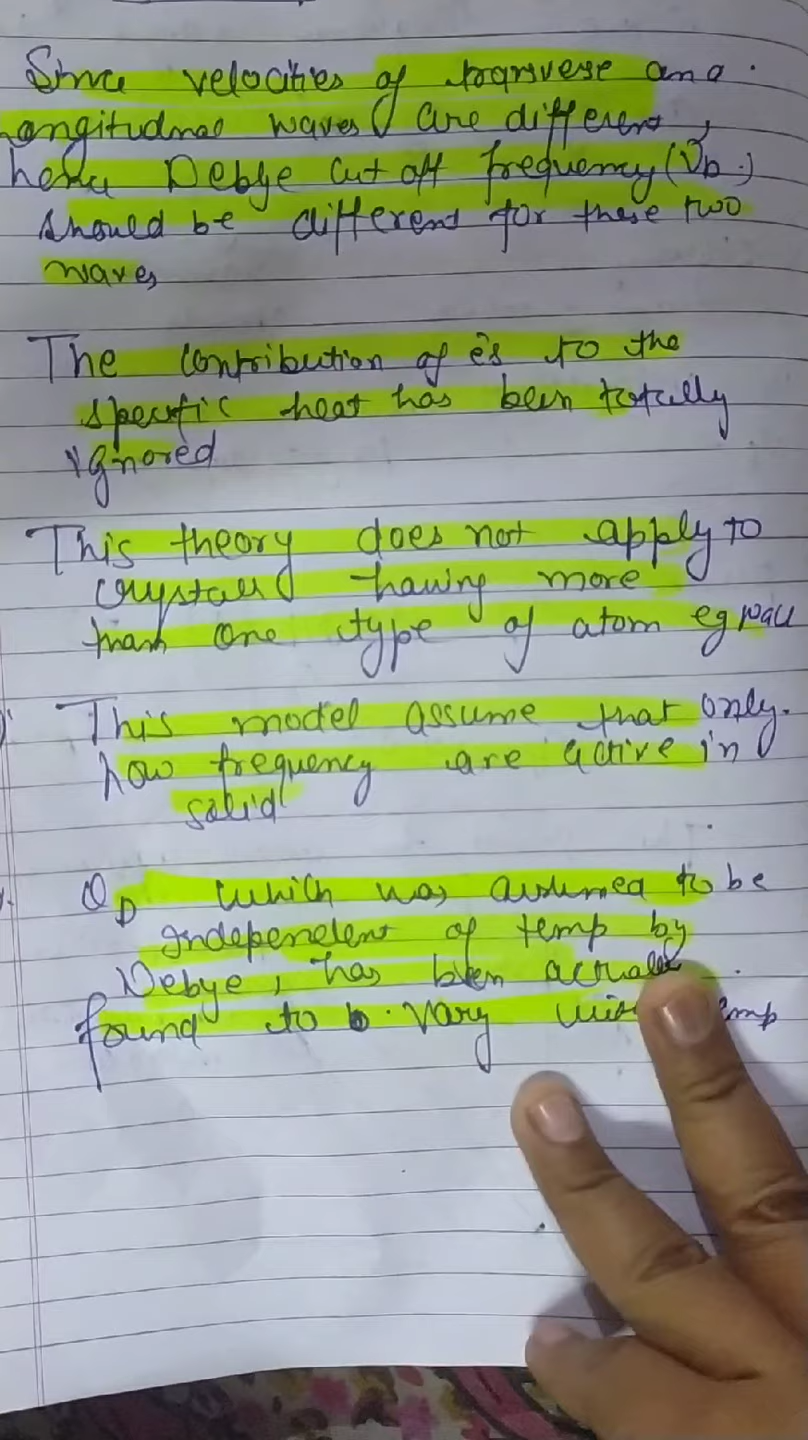 Since velocities of transverse and
longitudnal waves are different,
hence Debye cut off frequency (νD.)
should be different for these two
waves
The contribution of e's to the
specific heat has been totally
ignored
This theory does not apply to
crystals having more
than one type of atom eg
This model assume that only.
low frequency are active in
solid
θD which was assumed to be
independent of temp by
Debye, has been
found to b. vary